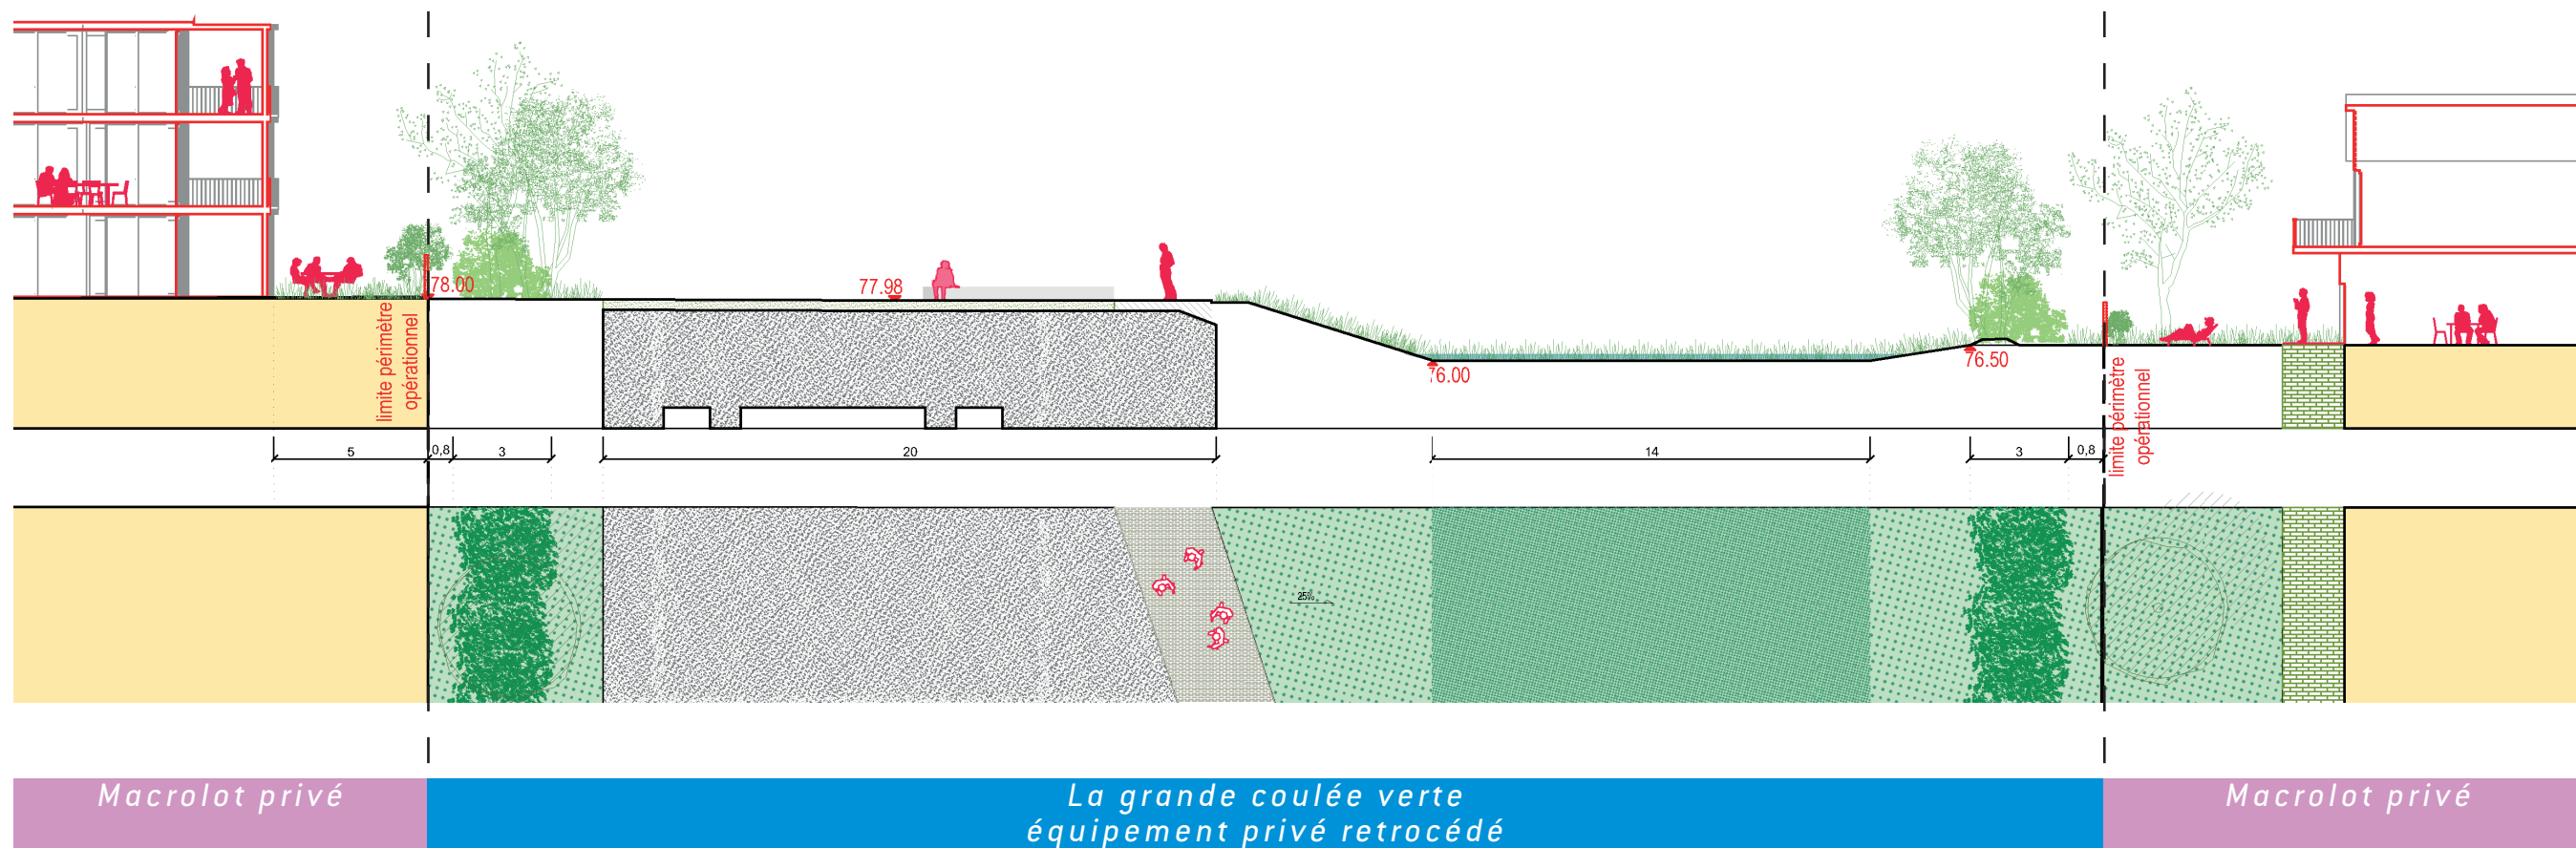 78.00
77.98
76.00
76.50
limite périmètre
opérationnel
limite périmètre
opérationnel
5
0,8
3
20
14
3
0,8
25%
Macrolot privé
La grande coulée verte
équipement privé retrocédé
Macrolot privé